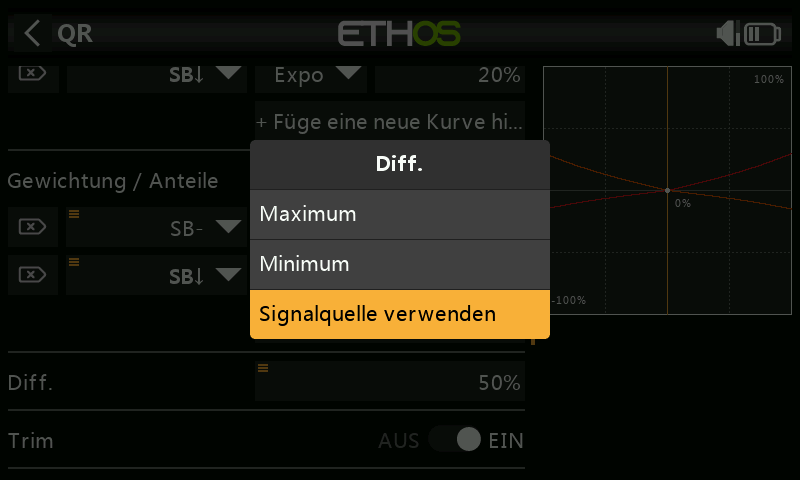 QR
ETHOS
SB↓
Expo
20%
+ Füge eine neue Kurve hi...
100%
Gewichtung / Anteile
Diff.
Maximum
SB-
Minimum
0%
SB↓
Signalquelle verwenden
-100%
Diff.
50%
Trim
AUS
EIN